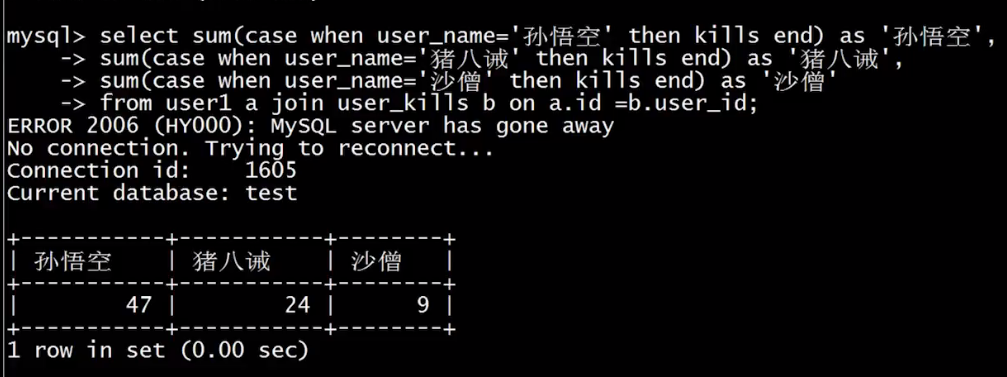 mysql> select sum(case when user_name='孙悟空' then kills end) as '孙悟空',
    -> sum(case when user_name='猪八诫' then kills end) as '猪八诫',
    -> sum(case when user_name='沙僧' then kills end) as '沙僧'
    -> from user1 a join user_kills b on a.id =b.user_id;
ERROR 2006 (HY000): MySQL server has gone away
No connection. Trying to reconnect...
Connection id:    1605
Current database: test
+-----------+-----------+--------+
| 孙悟空    | 猪八诫    | 沙僧   |
+-----------+-----------+--------+
|        47 |        24 |      9 |
+-----------+-----------+--------+
1 row in set (0.00 sec)